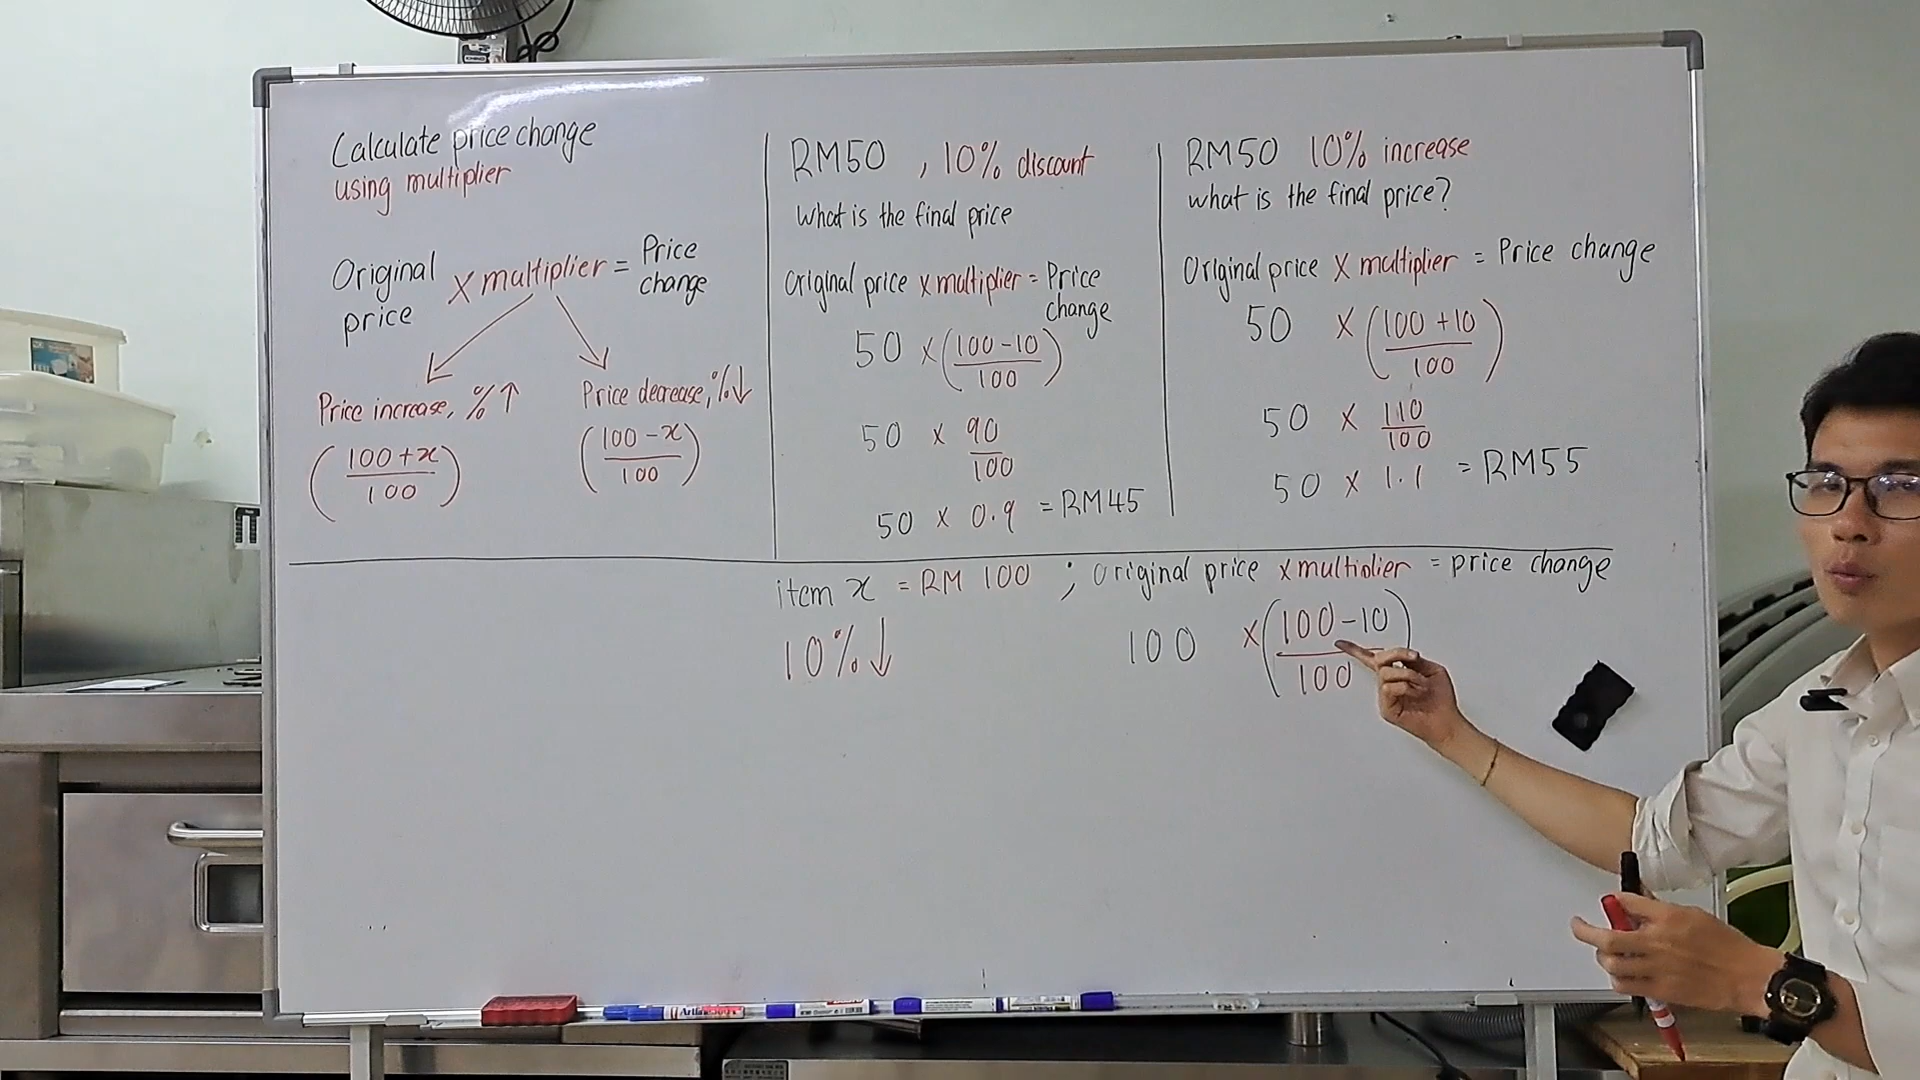 Calculate price change
using multiplier
Original price × multiplier = Price change
Price increase, % ↑
(100 + x / 100)
Price decrease, % ↓
(100 - x / 100)
RM50 , 10% discount
What is the final price
Original price × multiplier = Price change
50 × (100 - 10 / 100)
50 × 90 / 100
50 × 0.9 = RM45
RM50 10% increase
what is the final price?
Original price × multiplier = Price change
50 × (100 + 10 / 100)
50 × 110 / 100
50 × 1.1 = RM55
item x = RM 100 ; Original price × multiplier = price change
10% ↓
100 × (100 - 10 / 100)